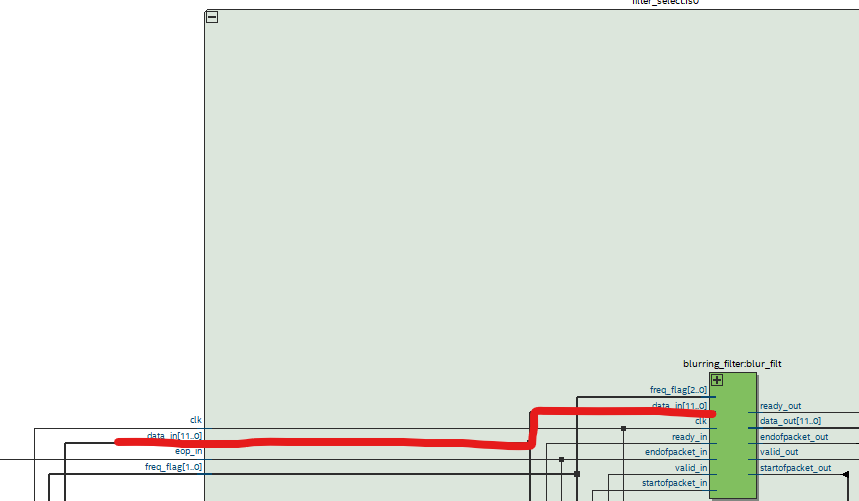 filter_select:fs0
blurring_filter:blur_filt
freq_flag[2..0]
data_in[11..0]
ready_out
clk
clk
data_out[11..0]
data_in[11..0]
ready_in
endofpacket_out
eop_in
endofpacket_in
valid_out
freq_flag[1..0]
valid_in
startofpacket_out
startofpacket_in